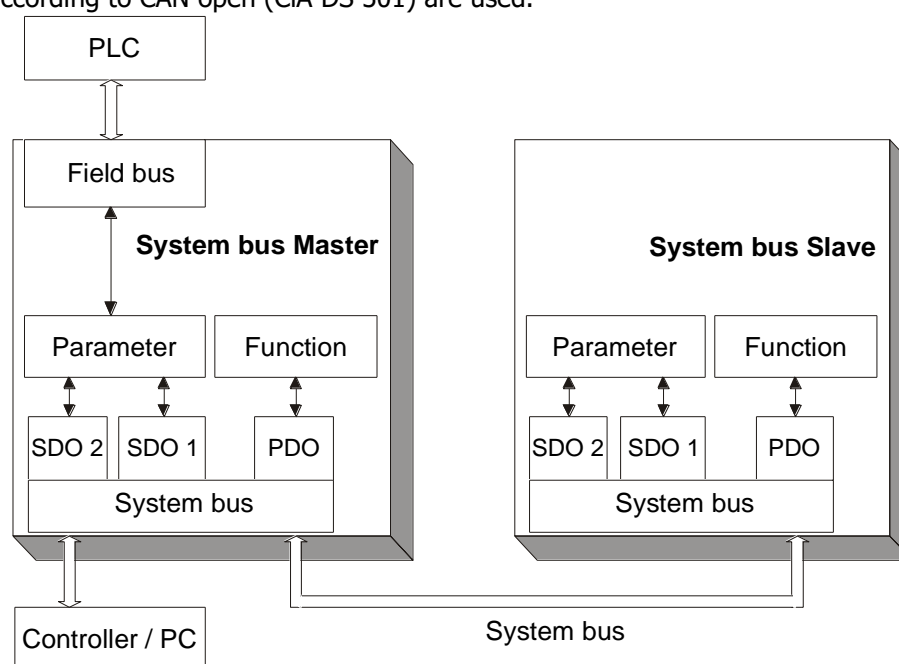 ccording to CAN open (CiA DS 301) are used.
PLC
Field bus
System bus Master
Parameter
Function
SDO 2
SDO 1
PDO
System bus
Controller / PC
System bus Slave
Parameter
Function
SDO 2
SDO 1
PDO
System bus
System bus